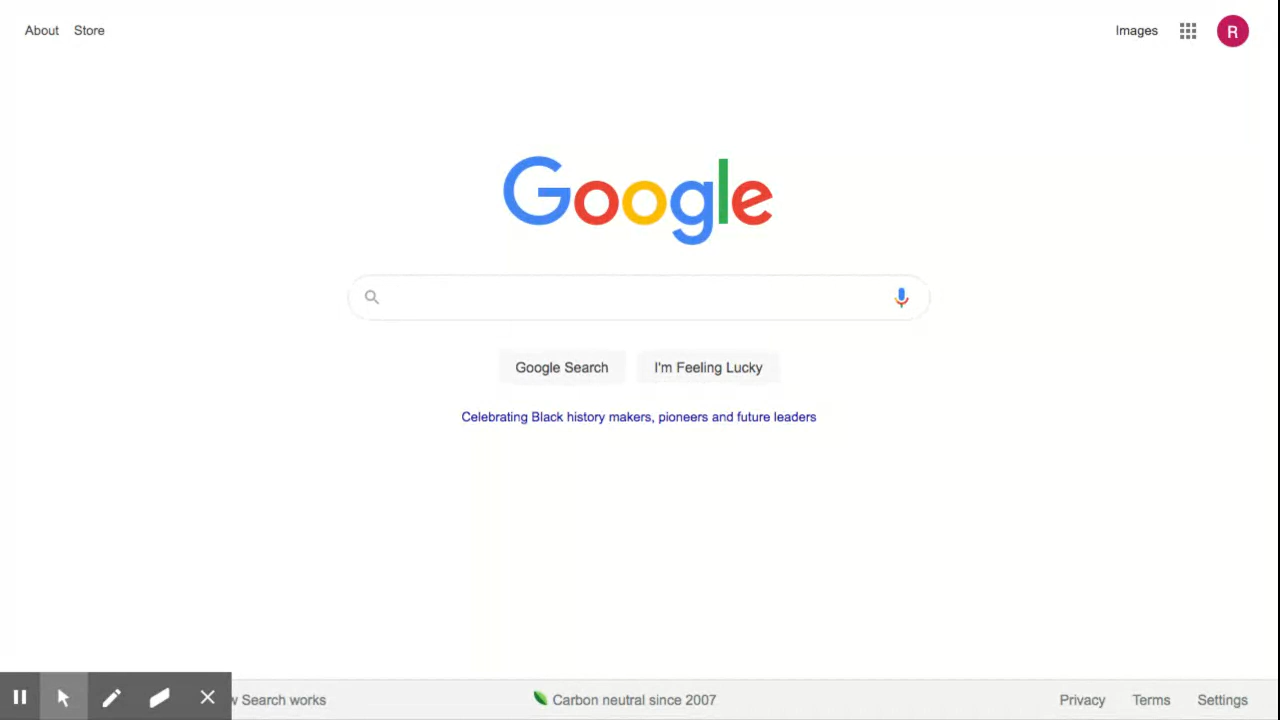 About Store
Images
R
Google
Google Search I'm Feeling Lucky
Celebrating Black history makers, pioneers and future leaders
Search works
Carbon neutral since 2007
Privacy Terms Settings